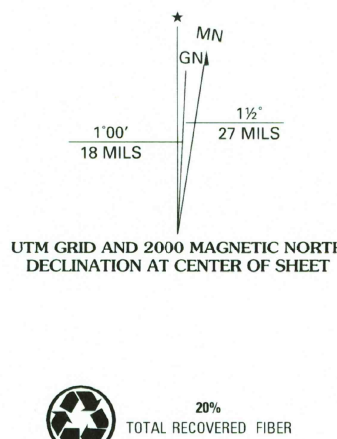 ★
MN
GN
1°00'
18 MILS
1½°
27 MILS
UTM GRID AND 2000 MAGNETIC NORTH
DECLINATION AT CENTER OF SHEET
20%
TOTAL RECOVERED FIBER